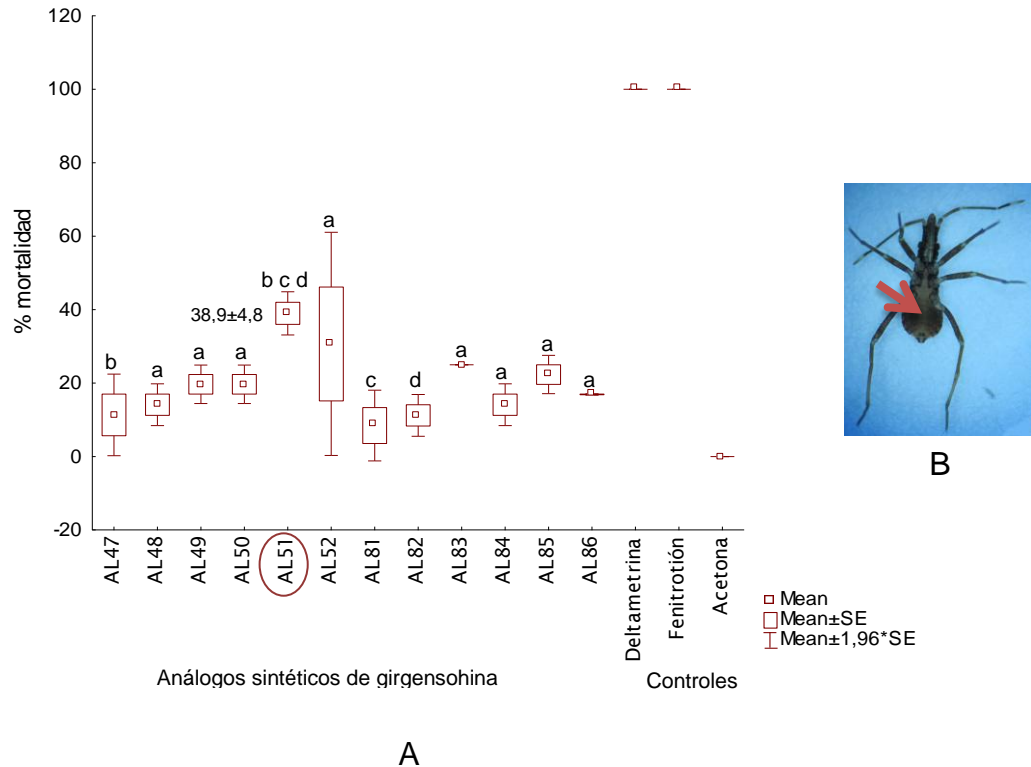 120
100
80
60
40
20
0
-20
% mortalidad
b
a
a
a
38,9±4,8
b c d
a
c
d
a
a
a
a
AL47
AL48
AL49
AL50
AL51
AL52
AL81
AL82
AL83
AL84
AL85
AL86
Deltametrina
Fenitrotión
Acetona
Mean
Mean±SE
Mean±1,96*SE
Análogos sintéticos de girgensohina
Controles
A
B